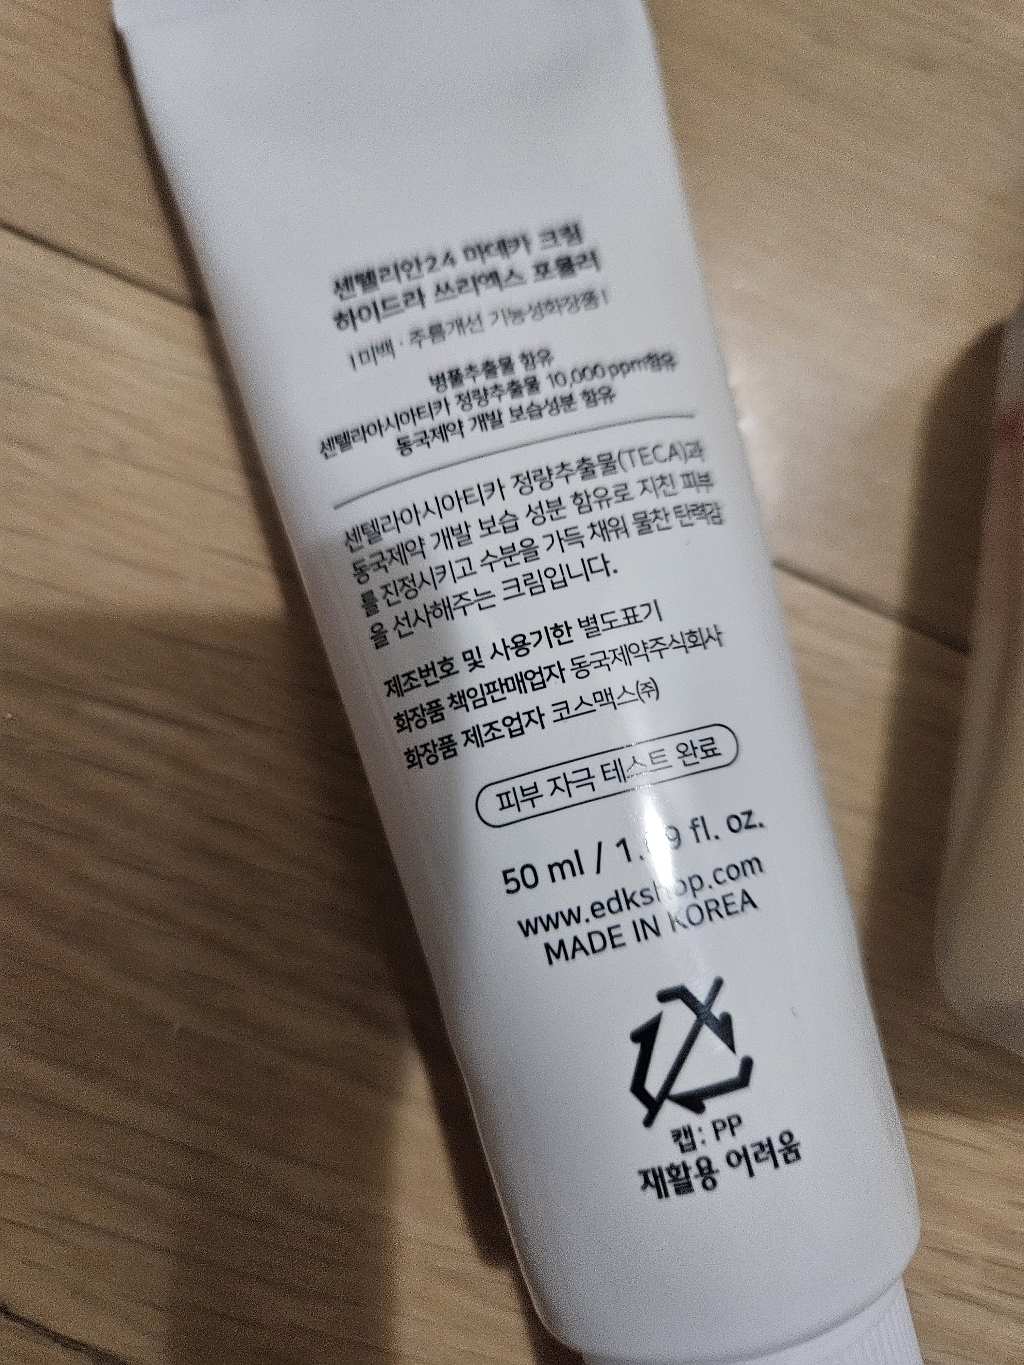 센텔리안24 마데카 크림
하이드라 쓰리엑스 포뮬러
|미백 · 주름개선 기능성화장품|
병풀추출물 함유
센텔라아시아티카 정량추출물 10,000ppm함유
동국제약 개발 보습성분 함유
센텔라아시아티카 정량추출물(TECA)과
동국제약 개발 보습 성분 함유로 지친 피부
를 진정시키고 수분을 가득 채워 물찬 탄력감
을 선사해주는 크림입니다.
제조번호 및 사용기한 별도표기
화장품 책임판매업자 동국제약주식회사
화장품 제조업자 코스맥스㈜
피부 자극 테스트 완료
50 ml / fl. oz.
www.edkshop.com
MADE IN KOREA
캡: PP
재활용 어려움